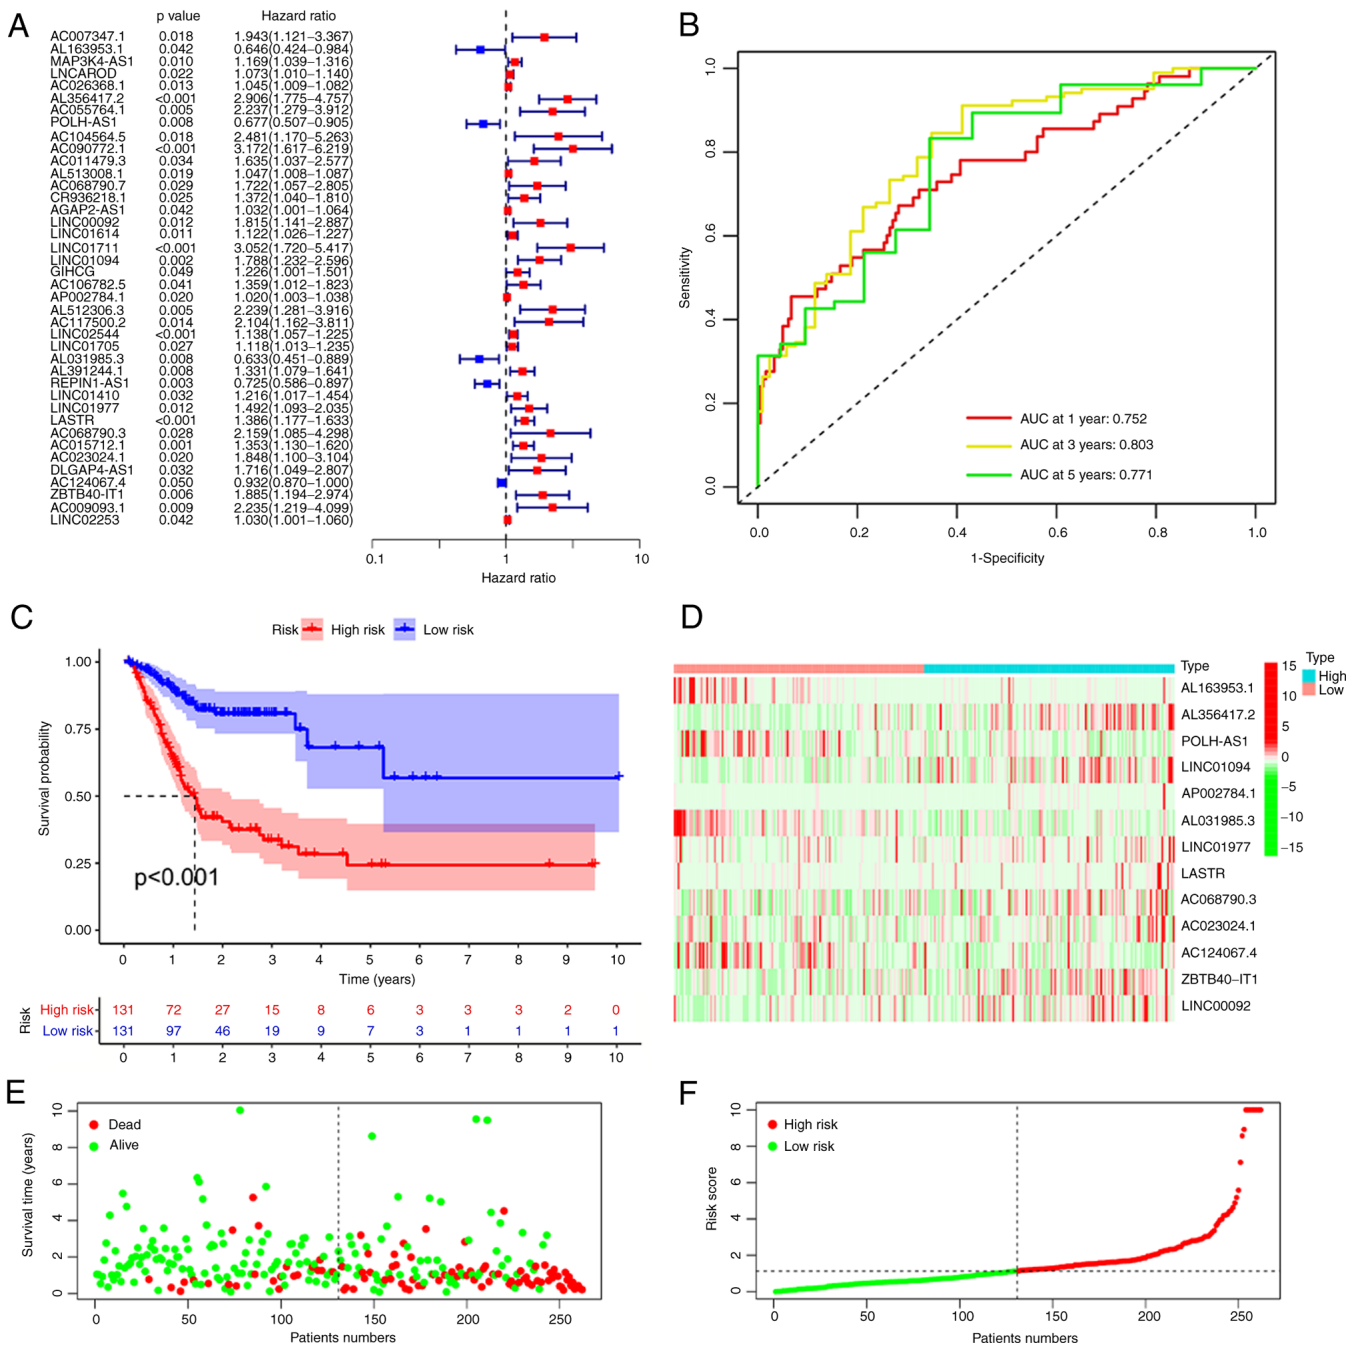 A
p value Hazard ratio
AC007347.1 0.018 1.943(1.121–3.367)
AL163953.1 0.042 0.646(0.424–0.984)
MAP3K4-AS1 0.010 1.169(1.039–1.316)
LNCAROD 0.022 1.073(1.010–1.140)
AC026368.1 0.013 1.045(1.009–1.082)
AL356417.2 <0.001 2.906(1.775–4.757)
AC055764.1 0.005 2.237(1.279–3.912)
POLH-AS1 0.008 0.677(0.507–0.905)
AC104564.5 0.018 2.481(1.170–5.263)
AC090772.1 <0.001 3.172(1.617–6.219)
AC011479.3 0.034 1.635(1.037–2.577)
AL513008.1 0.019 1.047(1.008–1.087)
AC068790.7 0.029 1.722(1.057–2.805)
CR936218.1 0.025 1.372(1.040–1.810)
AGAP2-AS1 0.042 1.032(1.001–1.064)
LINC00092 0.012 1.815(1.141–2.887)
LINC01614 0.011 1.122(1.026–1.227)
LINC01711 <0.001 3.052(1.720–5.417)
LINC01094 0.002 1.788(1.232–2.596)
GIHCG 0.049 1.226(1.001–1.501)
AC106782.5 0.041 1.359(1.012–1.823)
AP002784.1 0.020 1.020(1.003–1.038)
AL512306.3 0.005 2.239(1.281–3.916)
AC117500.2 0.014 2.104(1.162–3.811)
LINC02544 <0.001 1.138(1.057–1.225)
LINC01705 0.027 1.118(1.013–1.235)
AL031985.3 0.008 0.633(0.451–0.889)
AL391244.1 0.008 1.331(1.079–1.641)
REPIN1-AS1 0.003 0.725(0.586–0.897)
LINC01410 0.032 1.216(1.017–1.454)
LINC01977 0.012 1.492(1.093–2.035)
LASTR <0.001 1.386(1.177–1.633)
AC068790.3 0.028 2.159(1.085–4.298)
AC015712.1 0.001 1.353(1.130–1.620)
AC023024.1 0.020 1.848(1.100–3.104)
DLGAP4-AS1 0.032 1.716(1.049–2.807)
AC124067.4 0.050 0.932(0.870–1.000)
ZBTB40-IT1 0.006 1.885(1.194–2.974)
AC009093.1 0.009 2.235(1.219–4.099)
LINC02253 0.042 1.030(1.001–1.060)
0.1 1 10
Hazard ratio
B
Sensitivity
1.0
0.8
0.6
0.4
0.2
0.0
AUC at 1 year: 0.752
AUC at 3 years: 0.803
AUC at 5 years: 0.771
0.0 0.2 0.4 0.6 0.8 1.0
1-Specificity
C
Risk High risk Low risk
Survival probability
1.00
0.75
0.50
0.25
0.00
p<0.001
0 1 2 3 4 5 6 7 8 9 10
Time (years)
Risk
High risk 131 72 27 15 8 6 3 3 3 2 0
Low risk 131 97 46 19 9 7 3 1 1 1 1
0 1 2 3 4 5 6 7 8 9 10
D
Type
AL163953.1
AL356417.2
POLH-AS1
LINC01094
AP002784.1
AL031985.3
LINC01977
LASTR
AC068790.3
AC023024.1
AC124067.4
ZBTB40–IT1
LINC00092
15
10
5
0
−5
−10
−15
Type
High
Low
E
Survival time (years)
10
8
6
4
2
0
Dead
Alive
0 50 100 150 200 250
Patients numbers
F
Risk score
10
8
6
4
2
0
High risk
Low risk
0 50 100 150 200 250
Patients numbers